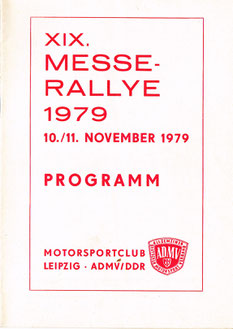 XIX.
MESSE-
RALLYE
1979
10./11. NOVEMBER 1979
PROGRAMM
MOTORSPORTCLUB
LEIPZIG · ADMV/DDR
ADMV